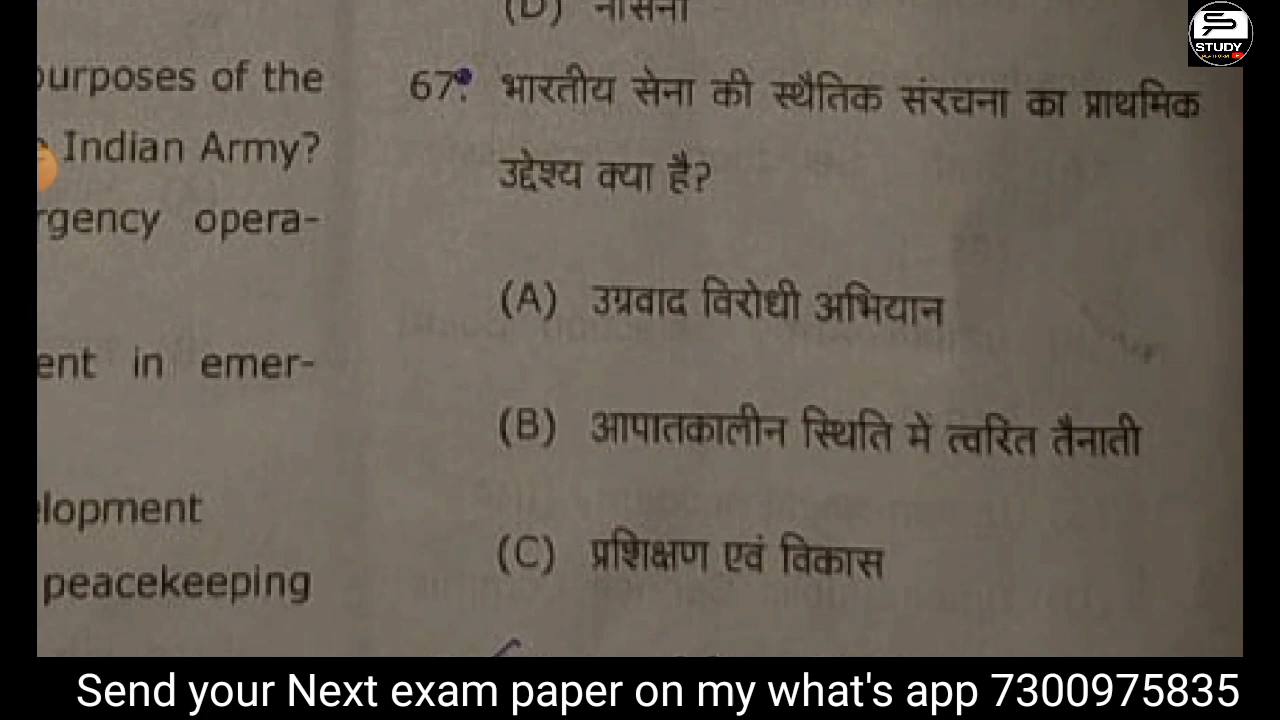 (D) नौसेना
purposes of the
Indian Army?
rgency opera-
ent in emer-
lopment
peacekeeping
67. भारतीय सेना की स्थैतिक संरचना का प्राथमिक
उद्देश्य क्या है?
(A) उग्रवाद विरोधी अभियान
(B) आपातकालीन स्थिति में त्वरित तैनाती
(C) प्रशिक्षण एवं विकास
SP
STUDY
Send your Next exam paper on my what's app 7300975835